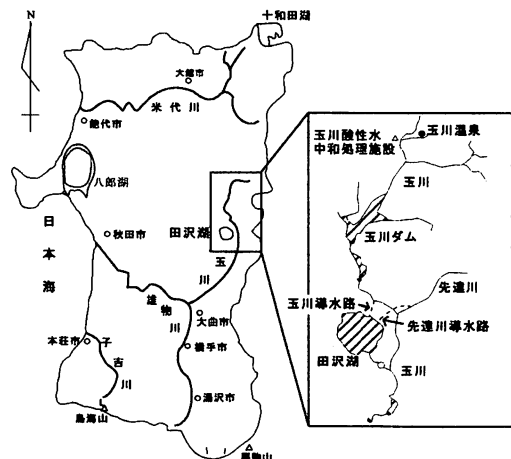 N
十和田湖
大館市
米代川
能代市
八郎湖
日本海
秋田市
田沢湖
玉川
雄物川
大曲市
横手市
本荘市
子吉川
湯沢市
鳥海山
玉川酸性水
中和処理施設
玉川温泉
玉川
玉川ダム
先達川
玉川導水路
先達川導水路
田沢湖
玉川